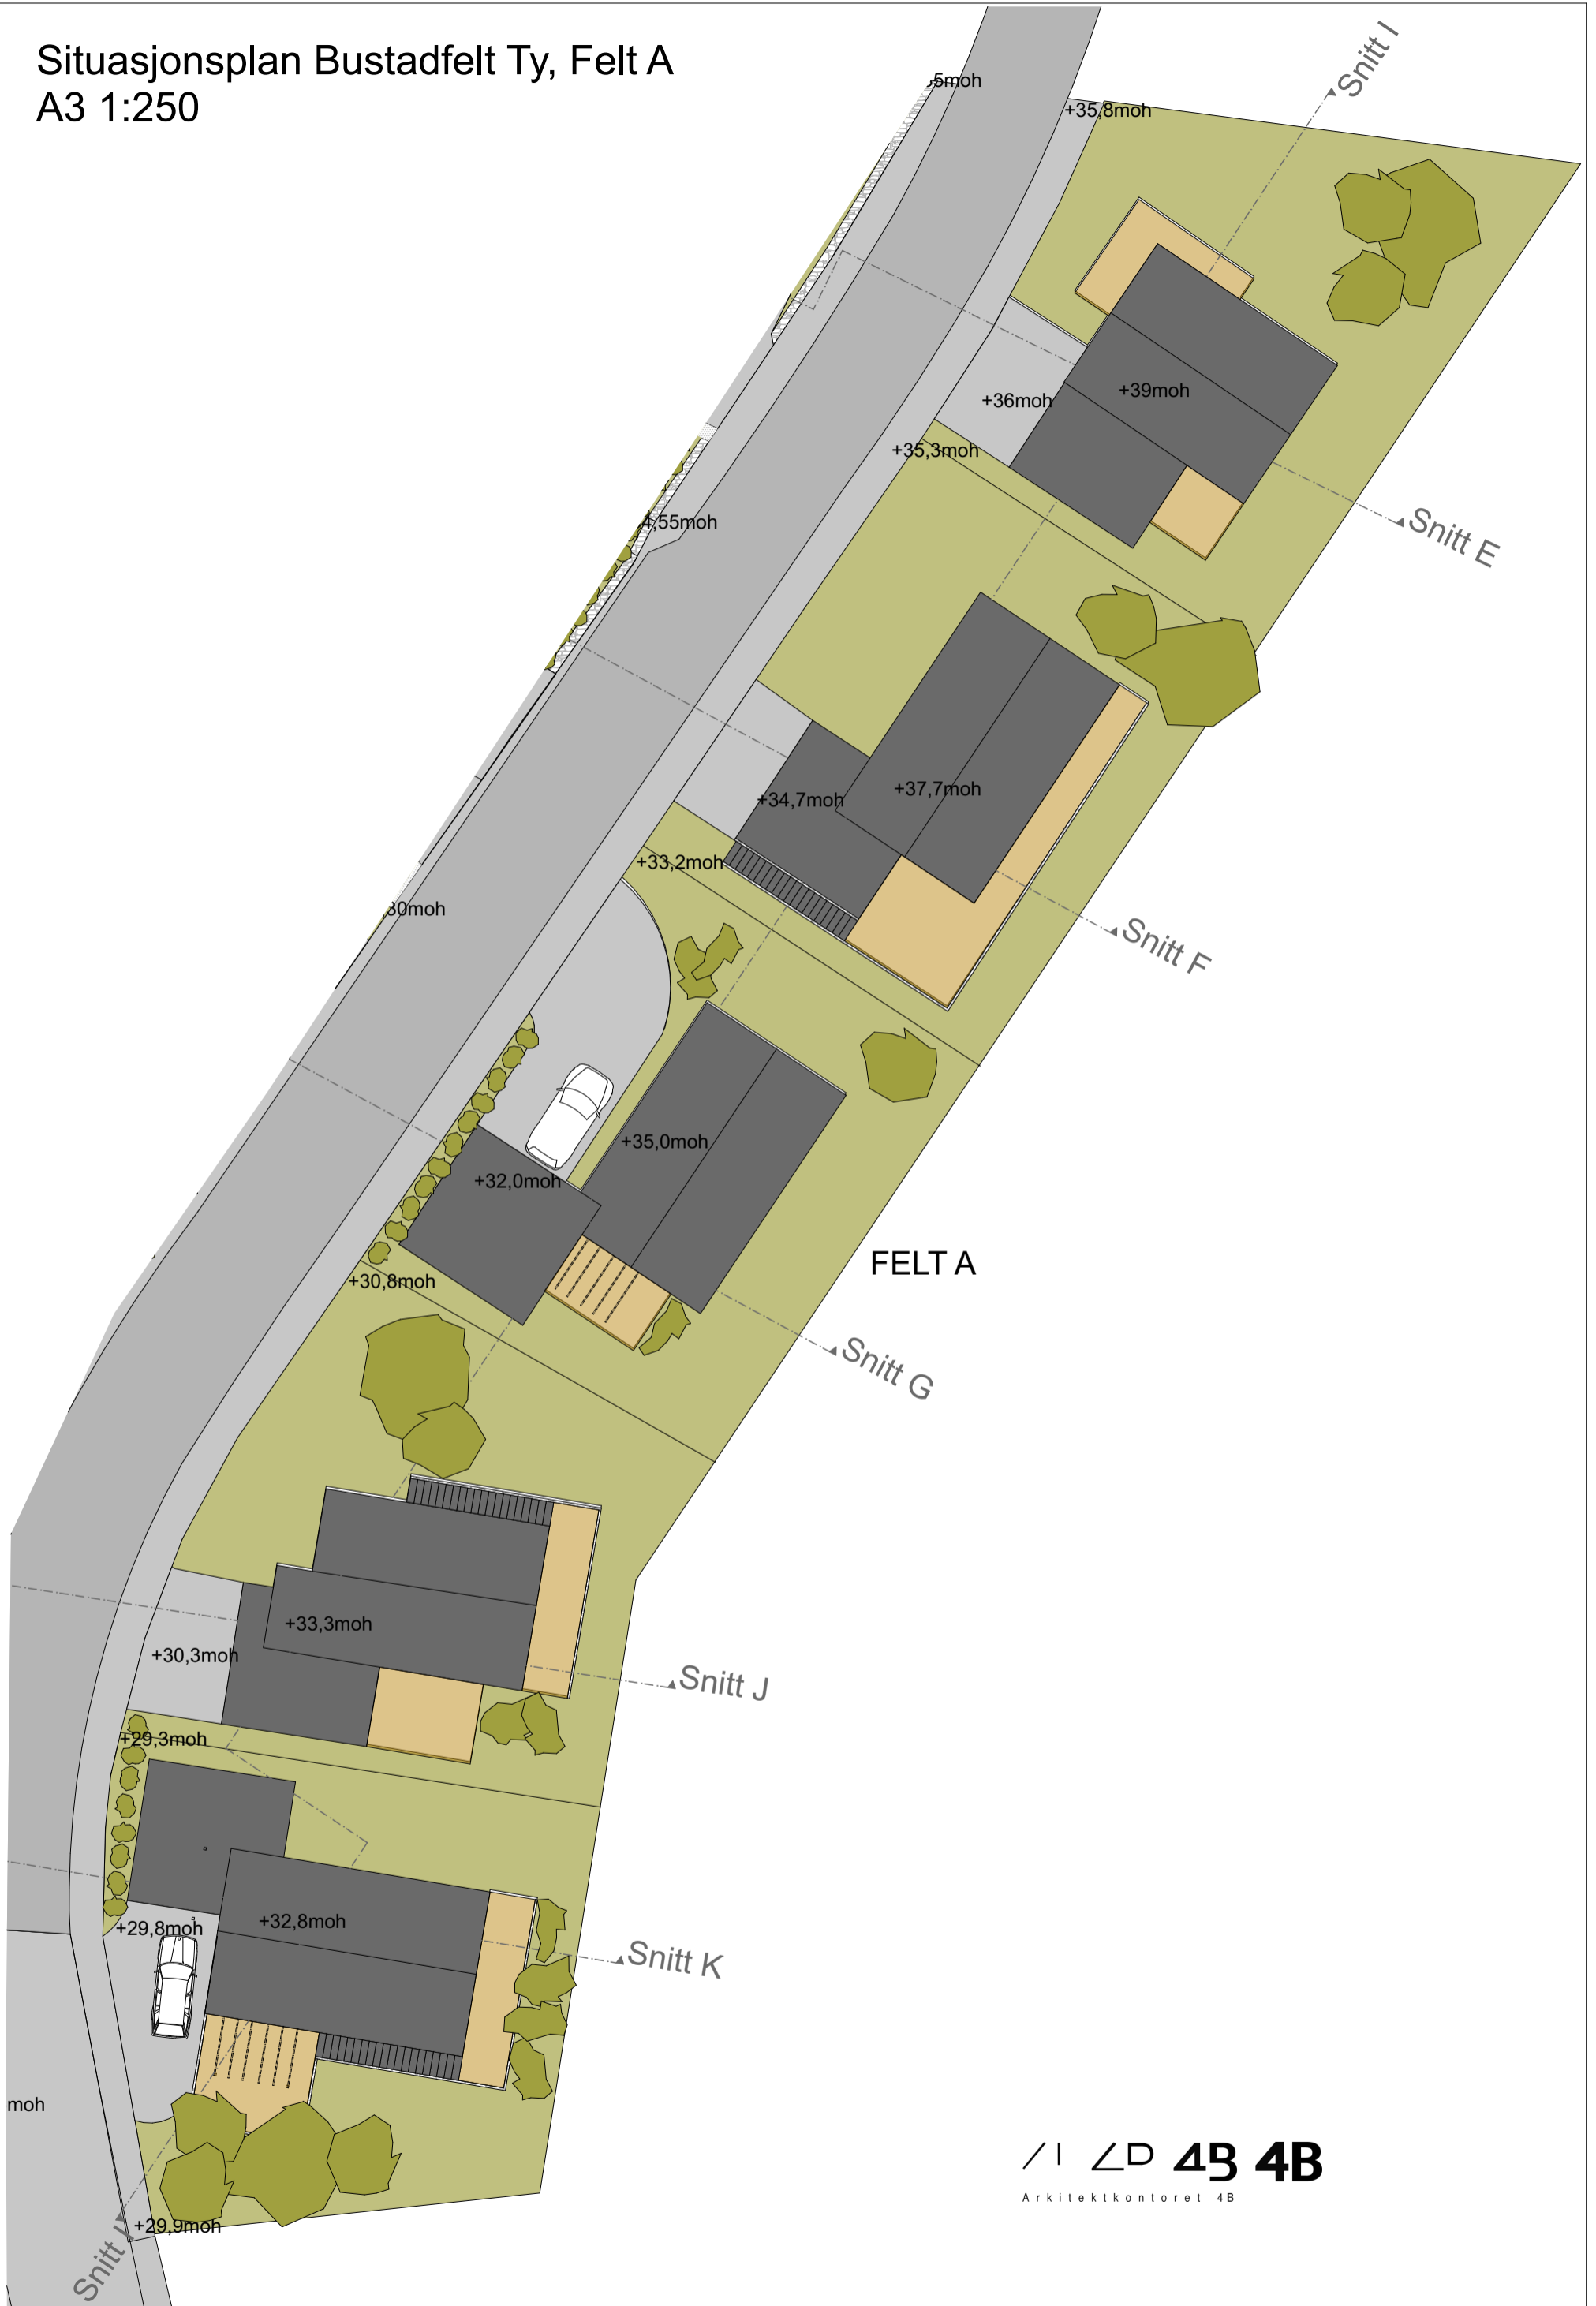 Situasjonsplan Bustadfelt Ty, Felt A
A3 1:250
Snitt I
5moh
+35,8moh
+39moh
+36moh
+35,3moh
4,55moh
Snitt E
+37,7moh
+34,7moh
+33,2moh
30moh
Snitt F
+35,0moh
+32,0moh
FELT A
+30,8moh
Snitt G
+33,3moh
+30,3moh
Snitt J
+29,3moh
+32,8moh
+29,8moh
Snitt K
moh
4B 4B
Arkitektkontoret 4B
+29,9moh
Snitt I